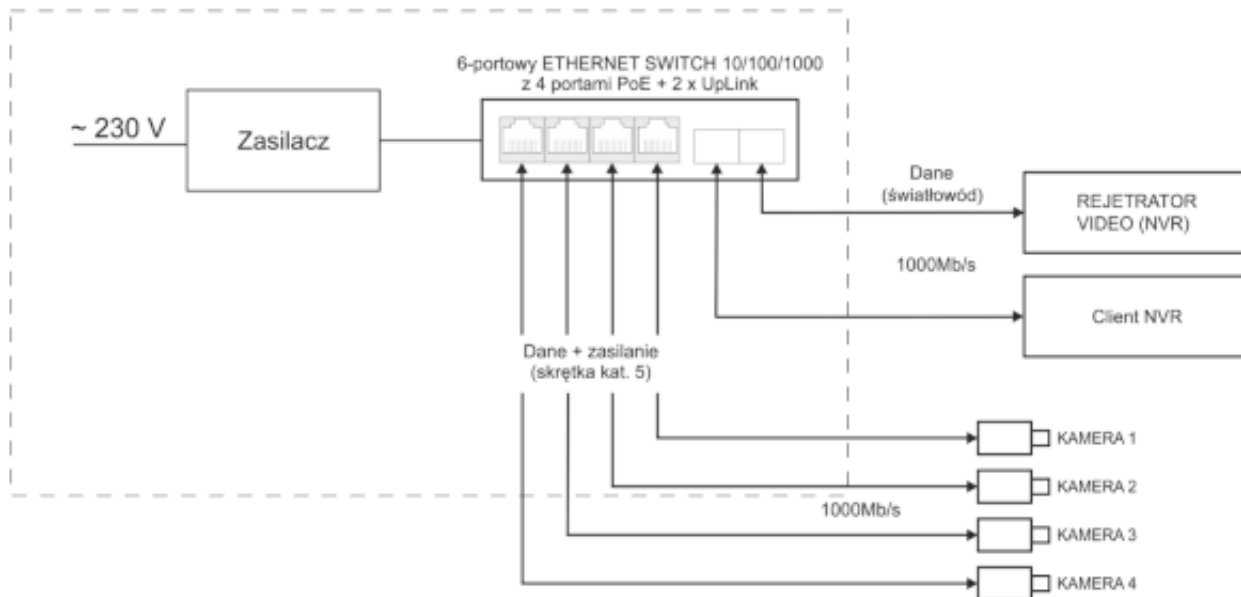 6-portowy ETHERNET SWITCH 10/100/1000
z 4 portami PoE + 2 x UpLink
~ 230 V
Zasilacz
Dane
(światłowód)
REJETRATOR
VIDEO (NVR)
1000Mb/s
Client NVR
Dane + zasilanie
(skrętka kat. 5)
KAMERA 1
KAMERA 2
1000Mb/s
KAMERA 3
KAMERA 4